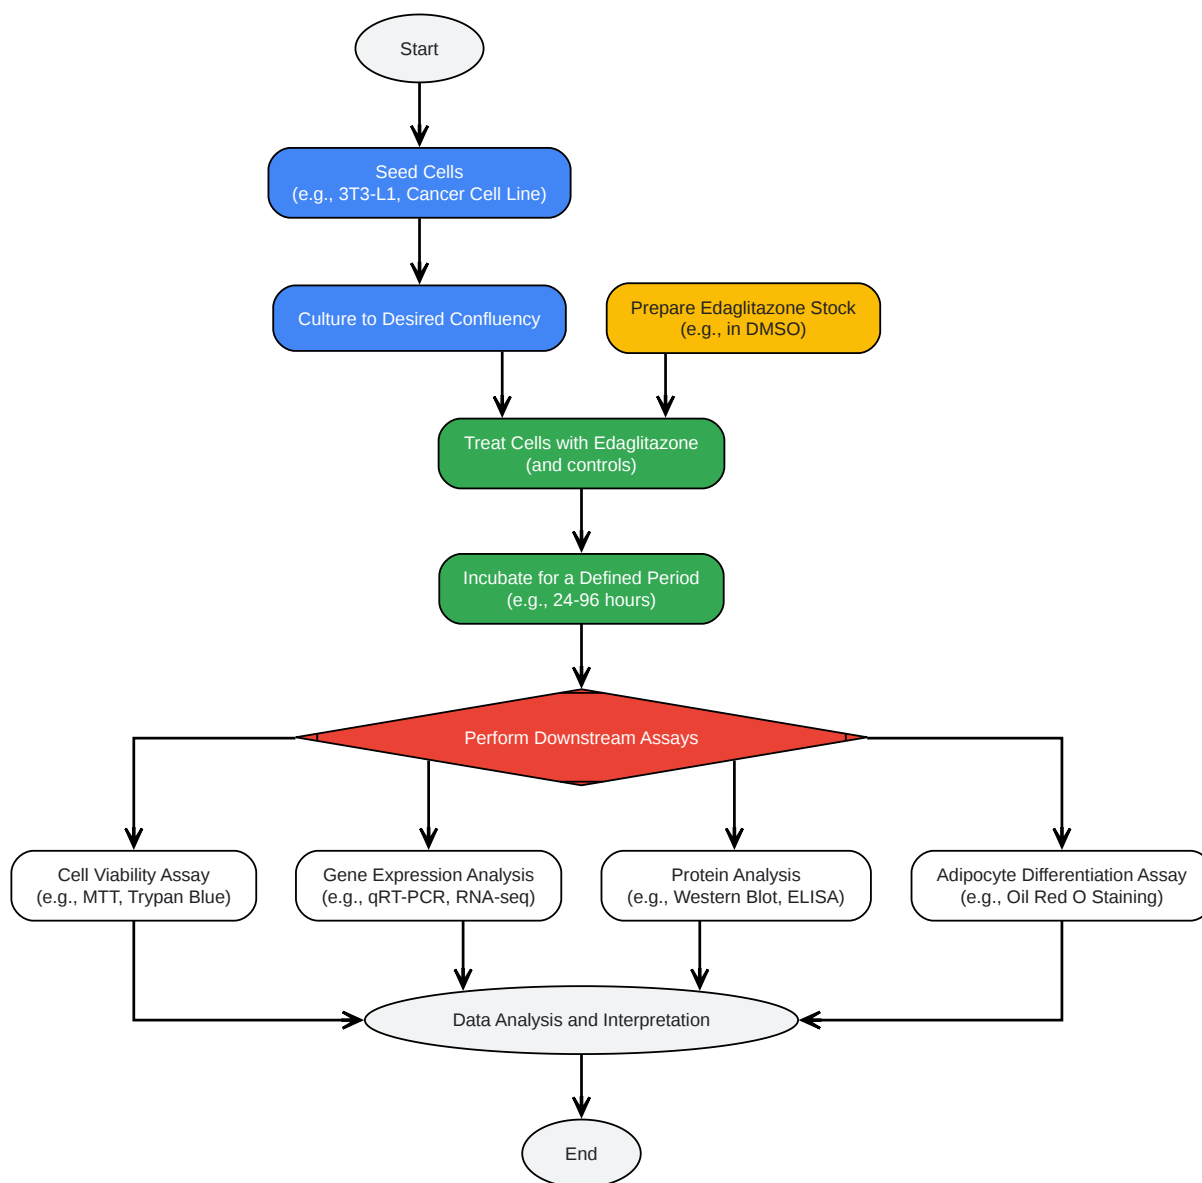 Start
Seed Cells
(e.g., 3T3-L1, Cancer Cell Line)
Culture to Desired Confluency
Prepare Edaglitazone Stock
(e.g., in DMSO)
Treat Cells with Edaglitazone
(and controls)
Incubate for a Defined Period
(e.g., 24-96 hours)
Perform Downstream Assays
Cell Viability Assay
(e.g., MTT, Trypan Blue)
Gene Expression Analysis
(e.g., qRT-PCR, RNA-seq)
Protein Analysis
(e.g., Western Blot, ELISA)
Adipocyte Differentiation Assay
(e.g., Oil Red O Staining)
Data Analysis and Interpretation
End